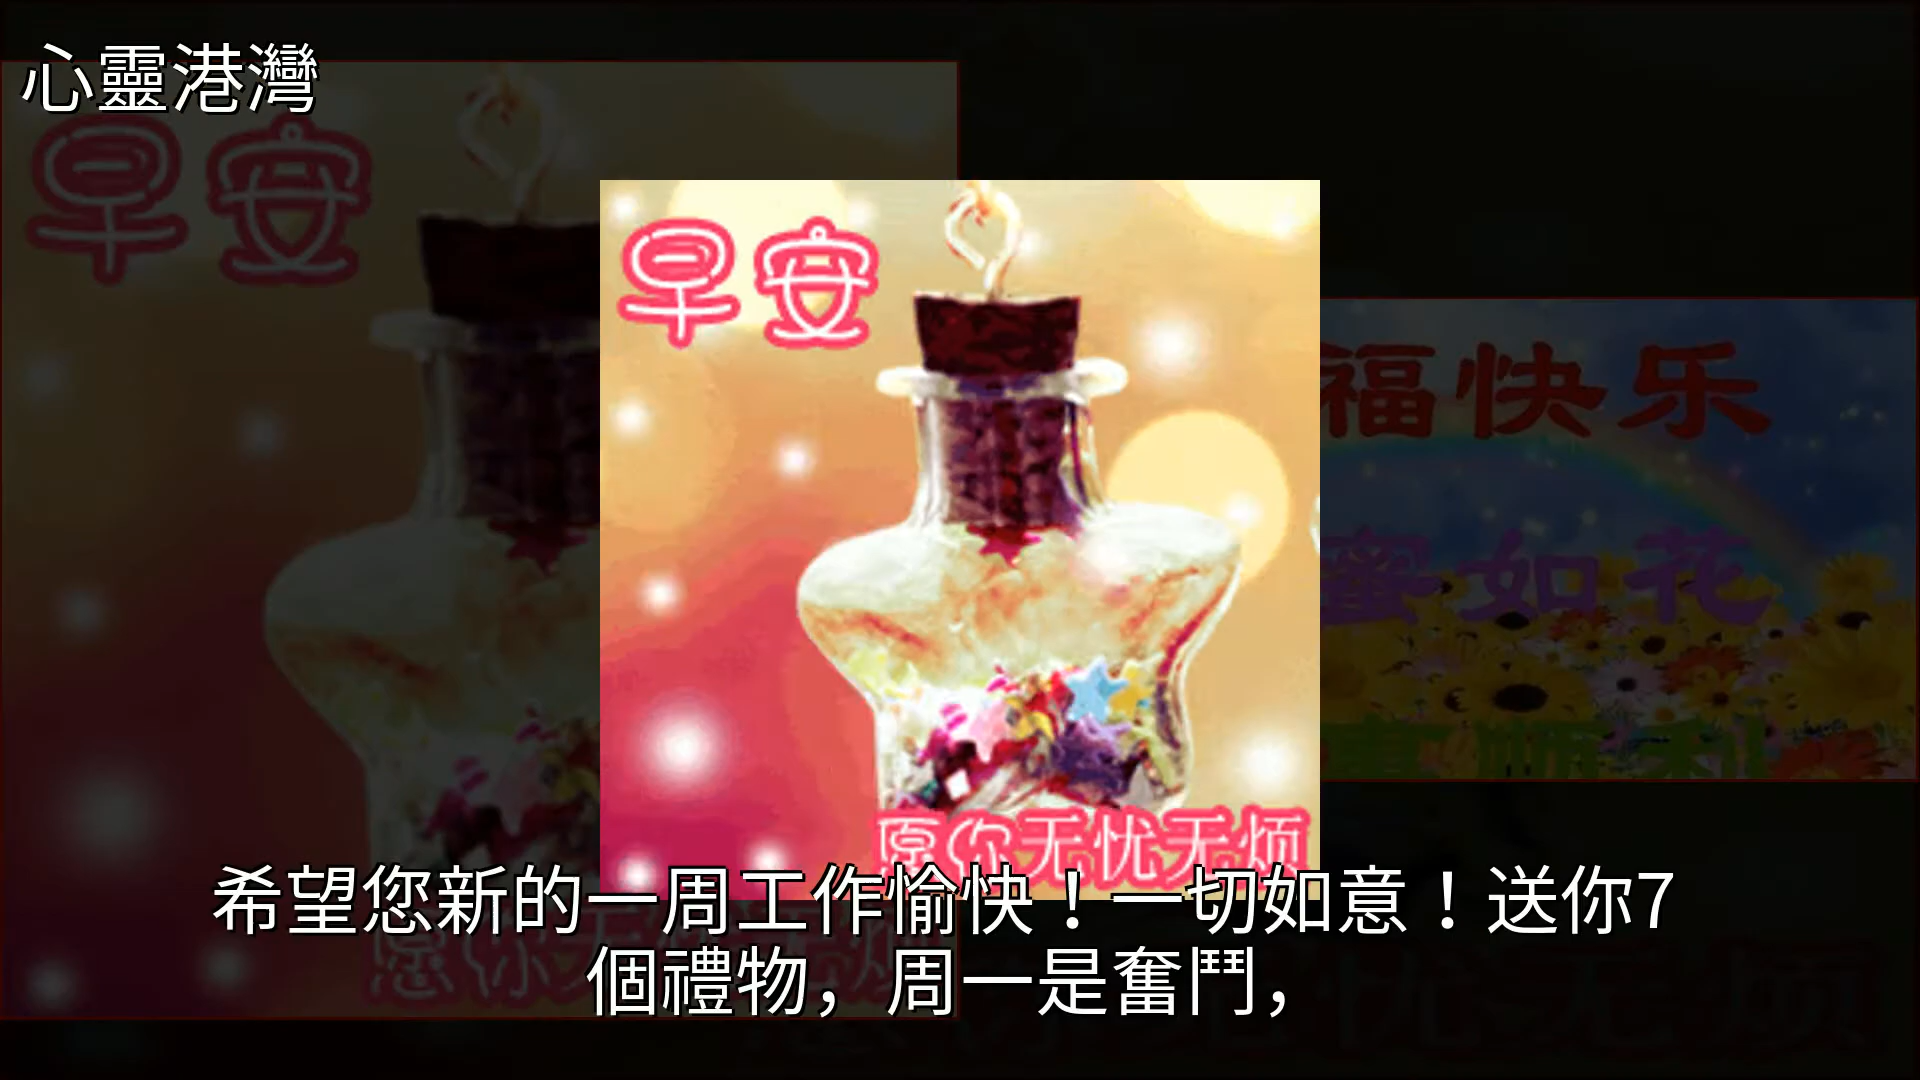 心靈港灣
早安
早安
福快乐
蜜如花
愿你无忧无烦
希望您新的一周工作愉快！一切如意！送你7
個禮物，周一是奮鬥，